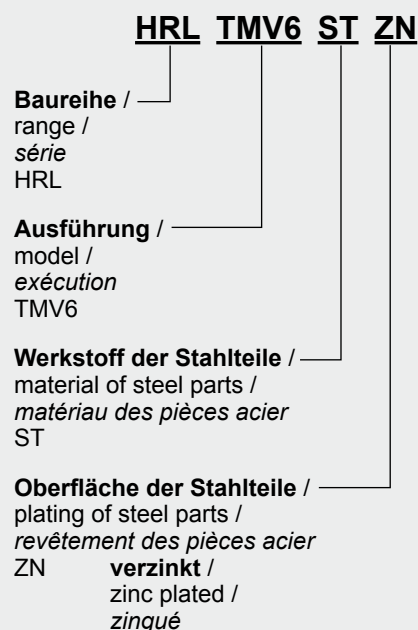 HRL TMV6 ST ZN
Baureihe /
range /
série
HRL
Ausführung /
model /
exécution
TMV6
Werkstoff der Stahlteile /
material of steel parts /
matériau des pièces acier
ST
Oberfläche der Stahlteile /
plating of steel parts /
revêtement des pièces acier
ZN verzinkt /
zinc plated /
zingué